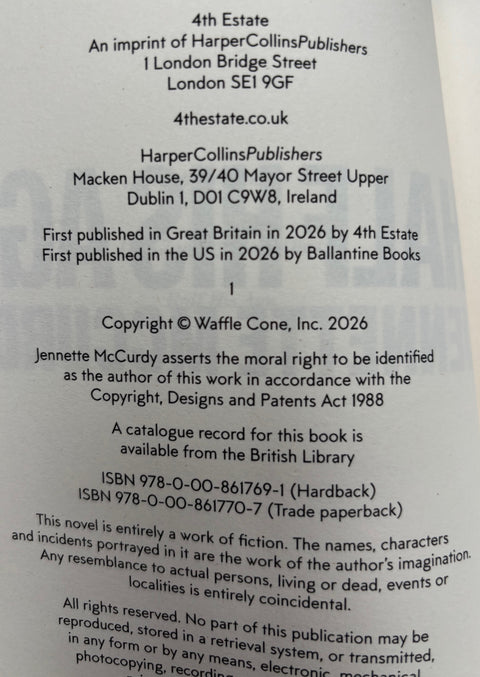 4th Estate
An imprint of HarperCollinsPublishers
1 London Bridge Street
London SE1 9GF
4thestate.co.uk
HarperCollinsPublishers
Macken House, 39/40 Mayor Street Upper
Dublin 1, D01 C9W8, Ireland
First published in Great Britain in 2026 by 4th Estate
First published in the US in 2026 by Ballantine Books
1
Copyright © Waffle Cone, Inc. 2026
Jennette McCurdy asserts the moral right to be identified
as the author of this work in accordance with the
Copyright, Designs and Patents Act 1988
A catalogue record for this book is
available from the British Library
ISBN 978-0-00-861769-1 (Hardback)
ISBN 978-0-00-861770-7 (Trade paperback)
This novel is entirely a work of fiction. The names, characters
and incidents portrayed in it are the work of the author's imagination.
Any resemblance to actual persons, living or dead, events or
localities is entirely coincidental.
All rights reserved. No part of this publication may be
reproduced, stored in a retrieval system, or transmitted,
in any form or by any means, electronic, mechanical,
photocopying, recording